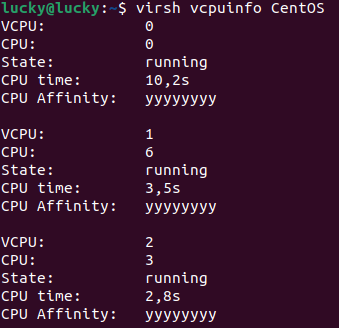 lucky@lucky:~$ virsh vcpuinfo CentOS
VCPU:           0
CPU:            0
State:          running
CPU time:       10,2s
CPU Affinity:   yyyyyyyy

VCPU:           1
CPU:            6
State:          running
CPU time:       3,5s
CPU Affinity:   yyyyyyyy

VCPU:           2
CPU:            3
State:          running
CPU time:       2,8s
CPU Affinity:   yyyyyyyy